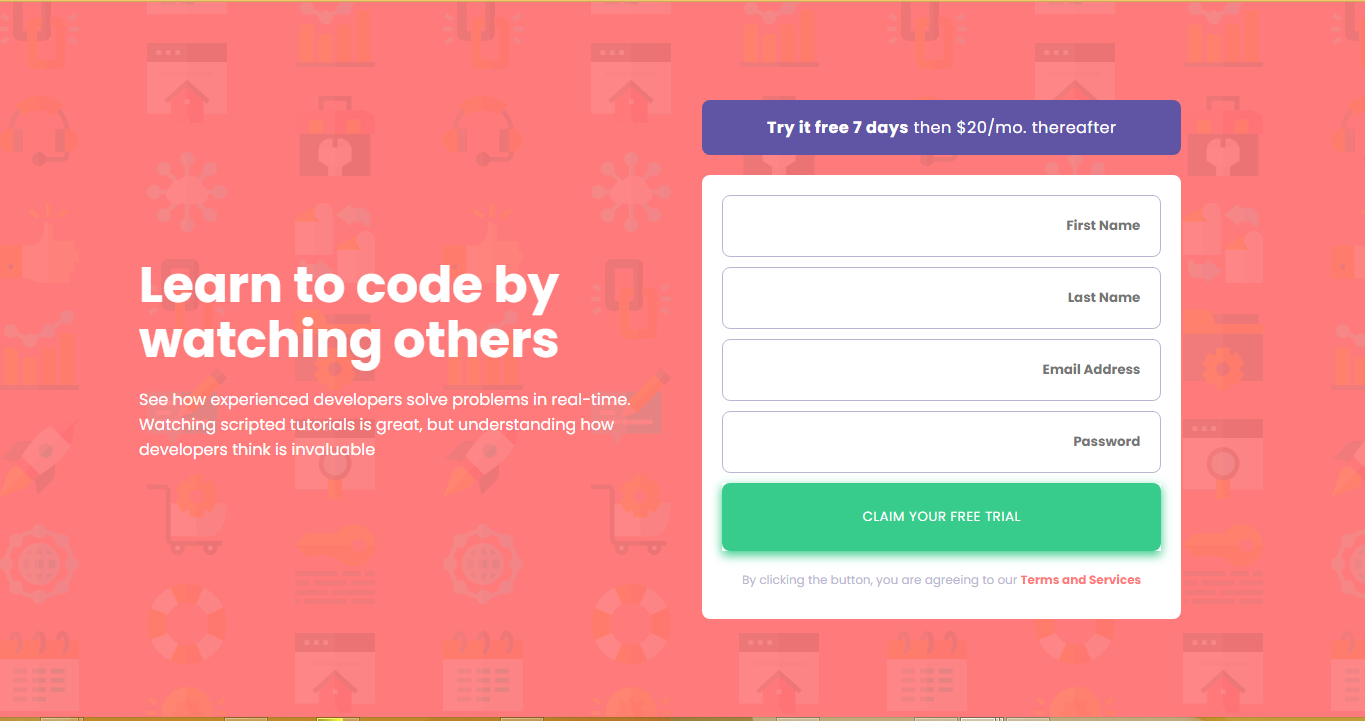 Learn to code by
watching others
See how experienced developers solve problems in real-time.
Watching scripted tutorials is great, but understanding how
developers think is invaluable
Try it free 7 days then $20/mo. thereafter
First Name
Last Name
Email Address
Password
CLAIM YOUR FREE TRIAL
By clicking the button, you are agreeing to our Terms and Services